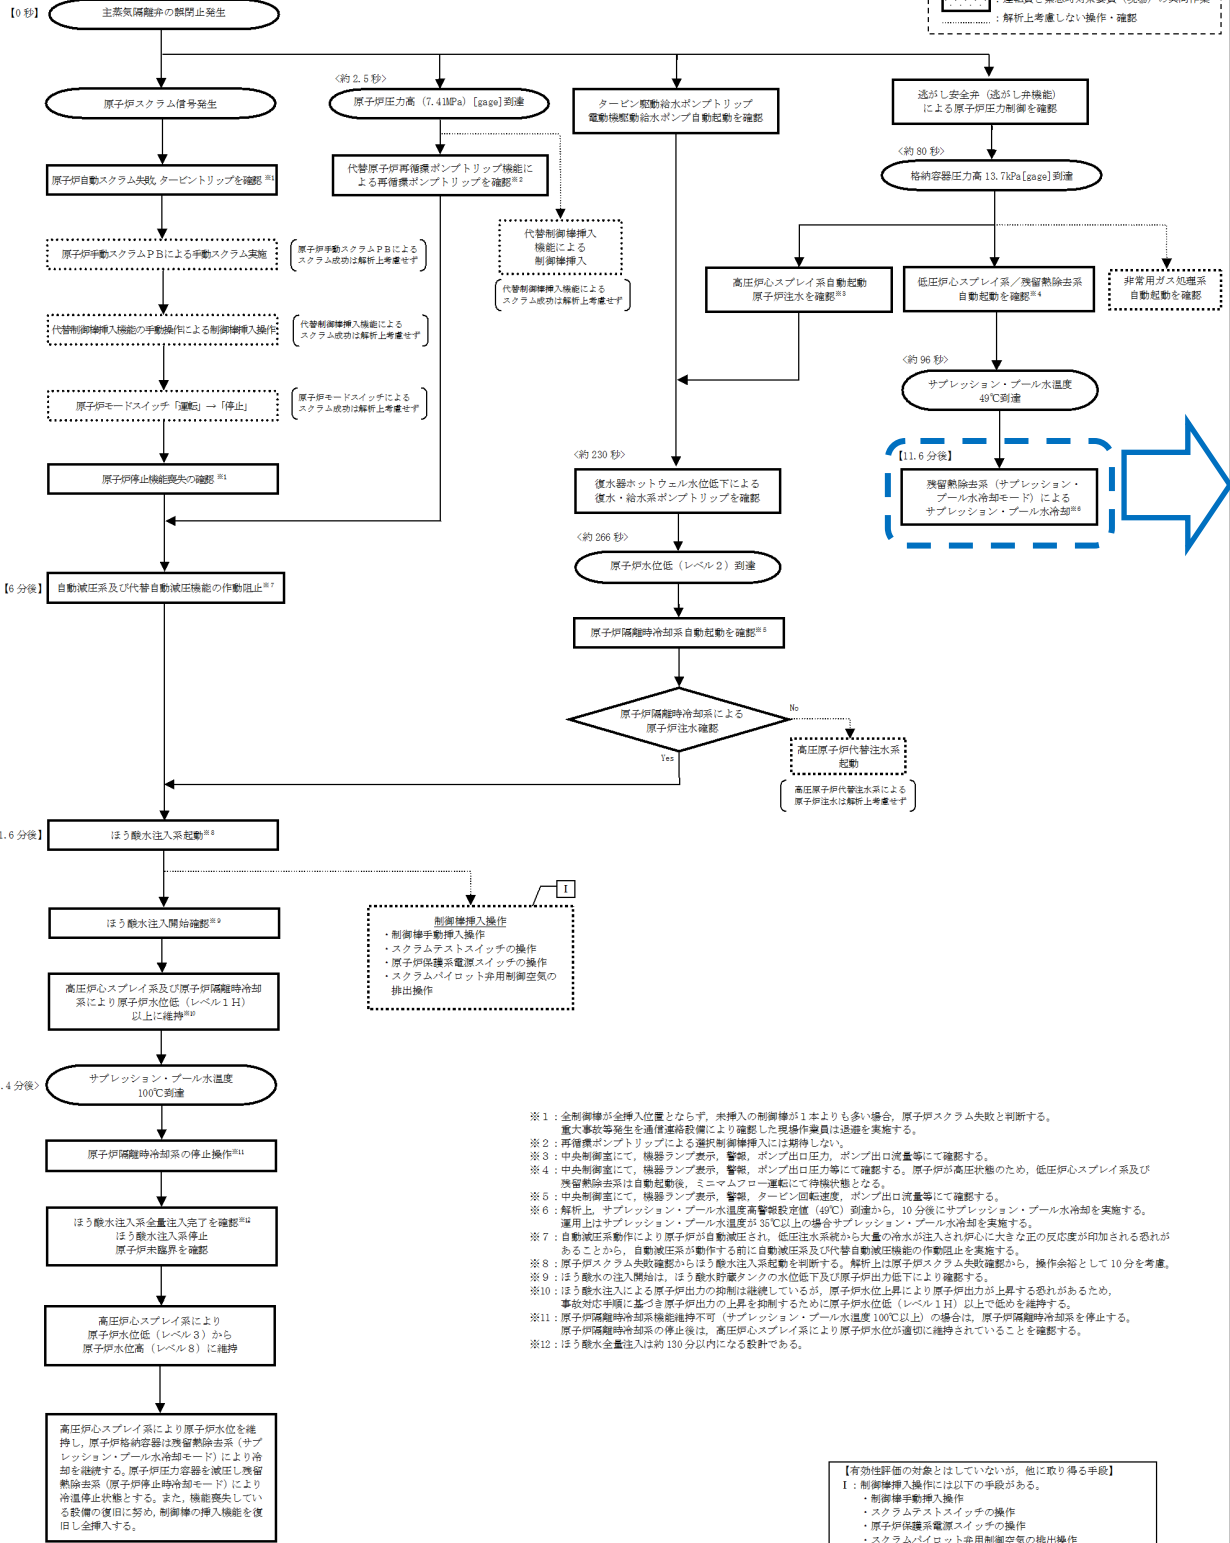 【0 秒】
主蒸気隔離弁の誤閉止発生
：解析上考慮しない操作・確認
原子炉スクラム信号発生
<約 2.5 秒>
原子炉圧力高（7.41MPa）[gage]到達
タービン駆動給水ポンプトリップ
電動機駆動給水ポンプ自動起動を確認
逃がし安全弁（逃がし弁機能）
による原子炉圧力制御を確認
<約 80 秒>
格納容器圧力高 13.7kPa[gage]到達
原子炉自動スクラム失敗，タービントリップを確認 ※1
代替原子炉再循環ポンプトリップ機能に
よる再循環ポンプトリップを確認※2
原子炉手動スクラムＰＢによる手動スクラム実施
原子炉手動スクラムＰＢによる
スクラム成功は解析上考慮せず
代替制御棒挿入
機能による
制御棒挿入
代替制御棒挿入機能による
スクラム成功は解析上考慮せず
高圧炉心スプレイ系自動起動
原子炉注水を確認※3
低圧炉心スプレイ系／残留熱除去系
自動起動を確認※4
非常用ガス処理系
自動起動を確認
代替制御棒挿入機能の手動操作による制御棒挿入操作
代替制御棒挿入機能による
スクラム成功は解析上考慮せず
<約 96 秒>
サプレッション・プール水温度
49℃到達
原子炉モードスイッチ「運転」→「停止」
原子炉モードスイッチによる
スクラム成功は解析上考慮せず
原子炉停止機能喪失の確認 ※1
<約 230 秒>
復水器ホットウェル水位低下による
復水・給水系ポンプトリップを確認
【11.6 分後】
残留熱除去系（サプレッション・
プール水冷却モード）による
サプレッション・プール水冷却※6
<約 266 秒>
原子炉水位低（レベル２）到達
【6 分後】
自動減圧系及び代替自動減圧機能の作動阻止※7
原子炉隔離時冷却系自動起動を確認※5
原子炉隔離時冷却系による
原子炉注水確認
No
Yes
高圧原子炉代替注水系
起動
高圧原子炉代替注水系による
原子炉注水は解析上考慮せず
.6 分後】
ほう酸水注入系起動※8
ほう酸水注入開始確認※9
I
制御棒挿入操作
・制御棒手動挿入操作
・スクラムテストスイッチの操作
・原子炉保護系電源スイッチの操作
・スクラムパイロット弁用制御空気の
排出操作
高圧炉心スプレイ系及び原子炉隔離時冷却
系により原子炉水位低（レベル１Ｈ）
以上に維持※10
.4 分後>
サプレッション・プール水温度
100℃到達
原子炉隔離時冷却系の停止操作※11
ほう酸水注入系全量注入完了を確認※12
ほう酸水注入系停止
原子炉未臨界を確認
高圧炉心スプレイ系により
原子炉水位低（レベル３）から
原子炉水位高（レベル８）に維持
高圧炉心スプレイ系により原子炉水位を維
持し，原子炉格納容器は残留熱除去系（サプ
レッション・プール水冷却モード）により冷
却を継続する。原子炉圧力容器を減圧し残留
熱除去系（原子炉停止時冷却モード）により
冷温停止状態とする。また，機能喪失してい
る設備の復旧に努め，制御棒の挿入機能を復
旧し全挿入する。
※１：全制御棒が全挿入位置とならず，未挿入の制御棒が１本よりも多い場合，原子炉スクラム失敗と判断する。
重大事故等発生を通信連絡設備により確認した現場作業員は退避を実施する。
※２：再循環ポンプトリップによる選択制御棒挿入には期待しない。
※３：中央制御室にて，機器ランプ表示，警報，ポンプ出口圧力，ポンプ出口流量等にて確認する。
※４：中央制御室にて，機器ランプ表示，警報，ポンプ出口圧力等にて確認する。原子炉が高圧状態のため，低圧炉心スプレイ系及び
残留熱除去系は自動起動後，ミニマムフロー運転にて待機状態となる。
※５：中央制御室にて，機器ランプ表示，警報，タービン回転速度，ポンプ出口流量等にて確認する。
※６：解析上，サプレッション・プール水温度高警報設定値（49℃）到達から，10 分後にサプレッション・プール水冷却を実施する。
運用上はサプレッション・プール水温度が 35℃以上の場合サプレッション・プール水冷却を実施する。
※７：自動減圧系動作により原子炉が自動減圧され，低圧注水系統から大量の冷水が注入され炉心に大きな正の反応度が印加される恐れが
あることから，自動減圧系が動作する前に自動減圧系及び代替自動減圧機能の作動阻止を実施する。
※８：原子炉スクラム失敗確認からほう酸水注入系起動を判断する。解析上は原子炉スクラム失敗確認から，操作余裕として 10 分を考慮。
※９：ほう酸水の注入開始は，ほう酸水貯蔵タンクの水位低下及び原子炉出力低下により確認する。
※10：ほう酸水注入による原子炉出力の抑制は継続しているが，原子炉水位上昇により原子炉出力が上昇する恐れがあるため，
事故対応手順に基づき原子炉出力の上昇を抑制するために原子炉水位低（レベル１Ｈ）以上で低めを維持する。
※11：原子炉隔離時冷却系機能維持不可（サプレッション・プール水温度 100℃以上）の場合は，原子炉隔離時冷却系を停止する。
原子炉隔離時冷却系の停止後は，高圧炉心スプレイ系により原子炉水位が適切に維持されていることを確認する。
※12：ほう酸水全量注入は約 130 分以内になる設計である。
【有効性評価の対象とはしていないが，他に取り得る手段】
Ⅰ：制御棒挿入操作には以下の手段がある。
・制御棒手動挿入操作
・スクラムテストスイッチの操作
・原子炉保護系電源スイッチの操作
・スクラムパイロット弁用制御空気の排出操作